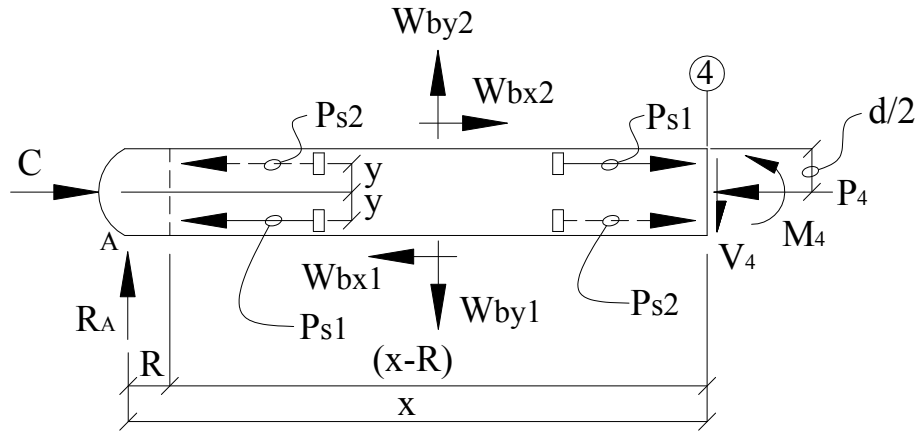 Wby2
4
Wbx2
d/2
Ps2
Ps1
C
y
P4
y
A
M4
V4
Wbx1
RA
Ps1
Wby1
Ps2
R
(x-R)
x